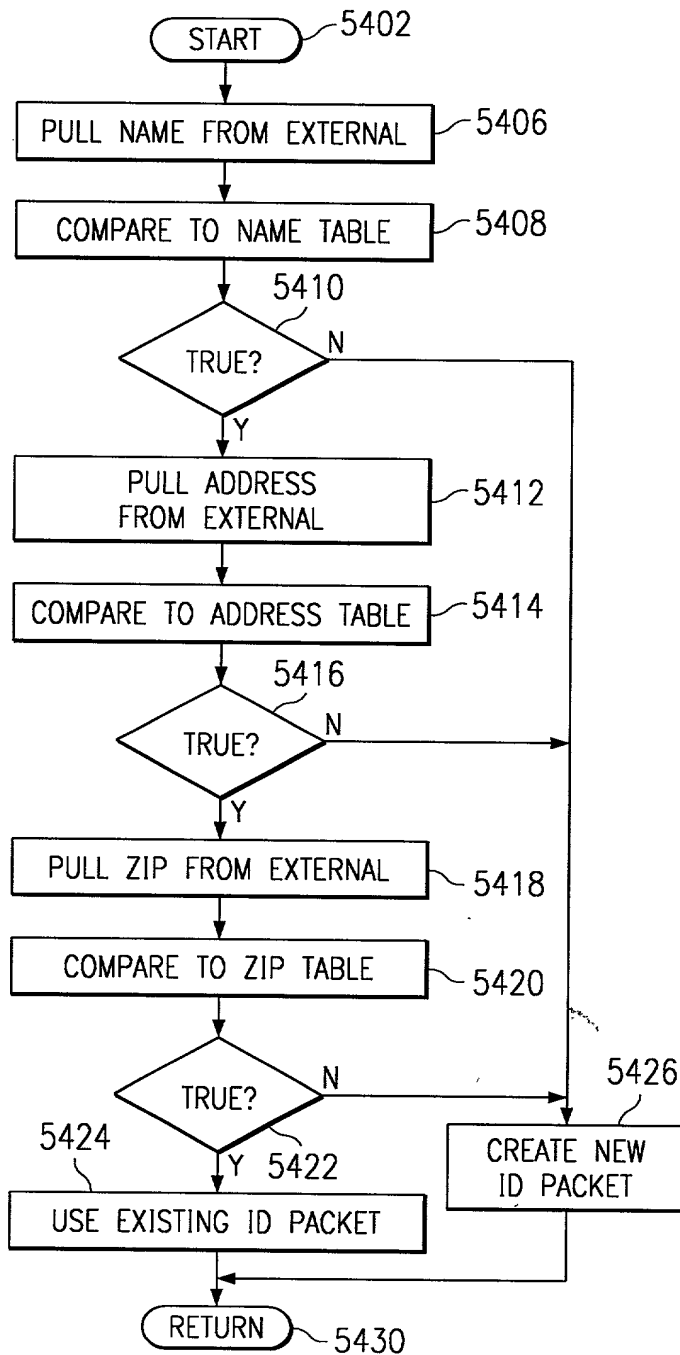 START
5402
PULL NAME FROM EXTERNAL
5406
COMPARE TO NAME TABLE
5408
5410
TRUE?
N
Y
PULL ADDRESS
FROM EXTERNAL
5412
COMPARE TO ADDRESS TABLE
5414
5416
TRUE?
N
Y
PULL ZIP FROM EXTERNAL
5418
COMPARE TO ZIP TABLE
5420
TRUE?
N
5422
Y
5424
USE EXISTING ID PACKET
5426
CREATE NEW
ID PACKET
RETURN
5430